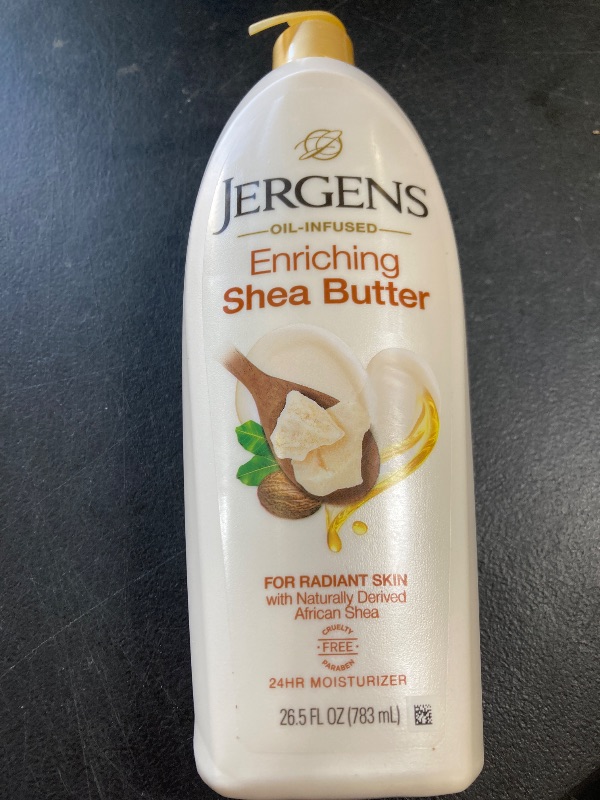 JERGENS
OIL-INFUSED
Enriching
Shea Butter
FOR RADIANT SKIN
with Naturally Derived
African Shea
CRUELTY
FREE
PARABEN
24HR MOISTURIZER
26.5 FL OZ (783 mL)